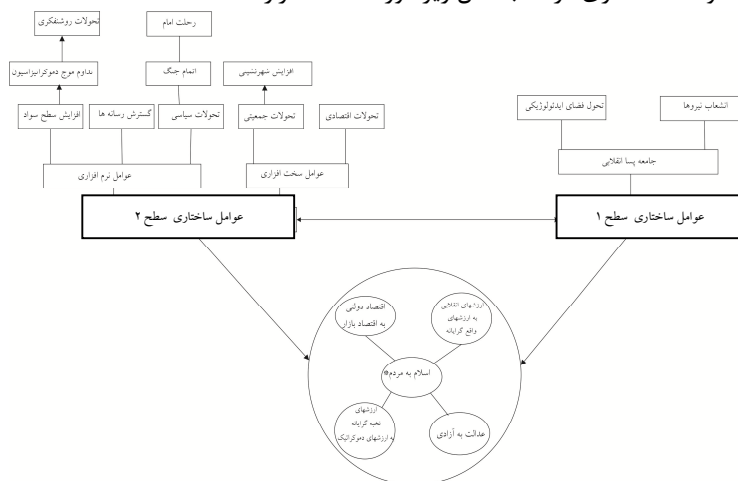 تحولات روشنفکری
رحلت امام
تداوم موج دموکرانیزاسیون
اتمام جنگ
افزایش شهرنشینی
افزایش سطح سواد
گسترش رسانه ها
تحولات سیاسی
تحولات جمعیتی
تحولات اقتصادی
تحول فضای ایدئولوژیکی
انشعاب نیروها
عوامل نرم افزاری
عوامل سخت افزاری
جامعه پسا انقلابی
عوامل ساختاری سطح ۲
عوامل ساختاری سطح ۱
اقتصاد دولتی
به اقتصاد بازار
ارزشهای انقلابی
به ارزشهای
واقع گرایانه
اسلام به مردم*
ارزشهای
نخبه گرایانه
به ارزشهای دموکراتیک
عدالت به آزادی